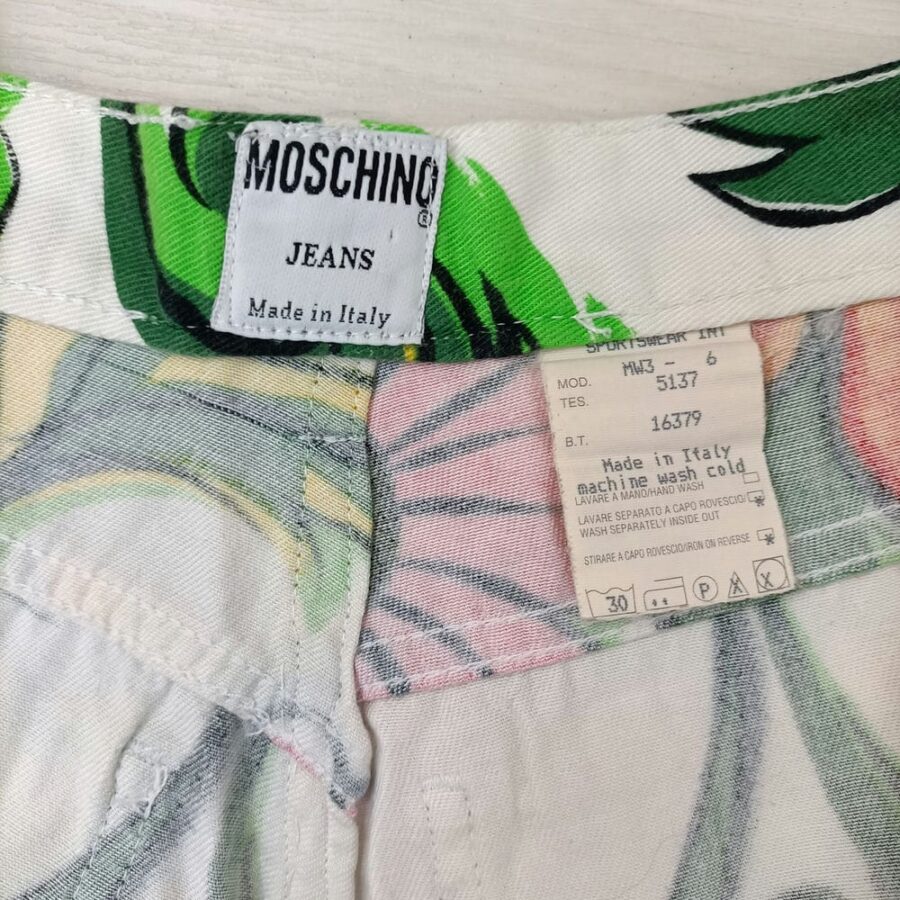 MOSCHINO
®
JEANS
Made in Italy
SPORTSWEAR INT
MW3 - 6
MOD. 5137
TES.
16379
B.T.
Made in Italy
machine wash cold
LAVARE A MANO/HAND WASH
LAVARE SEPARATO A CAPO ROVESCIO/
WASH SEPARATELY INSIDE OUT
STIRARE A CAPO ROVESCIO/IRON ON REVERSE
30
P
X